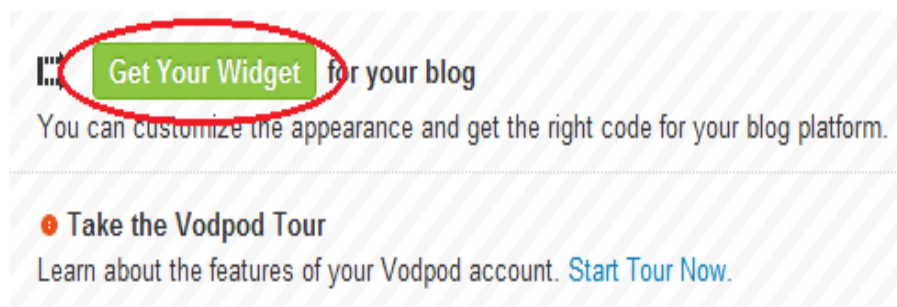 Get Your Widget for your blog
You can customize the appearance and get the right code for your blog platform.
Take the Vodpod Tour
Learn about the features of your Vodpod account. Start Tour Now.